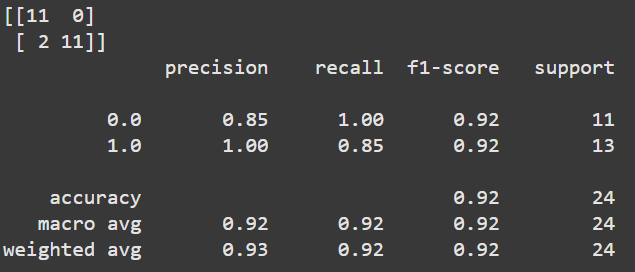 [[11  0]
 [ 2 11]]
              precision    recall  f1-score   support

         0.0       0.85      1.00      0.92        11
         1.0       1.00      0.85      0.92        13

    accuracy                           0.92        24
   macro avg       0.92      0.92      0.92        24
weighted avg       0.93      0.92      0.92        24